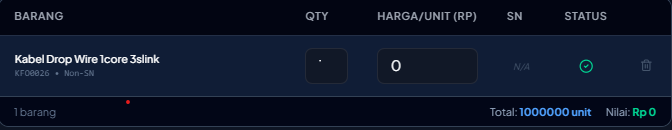 BARANG QTY HARGA/UNIT (RP) SN STATUS
Kabel Drop Wire 1core 3slink 0 N/A
KF00026 • Non-SN
1 barang Total: 1000000 unit Nilai: Rp 0